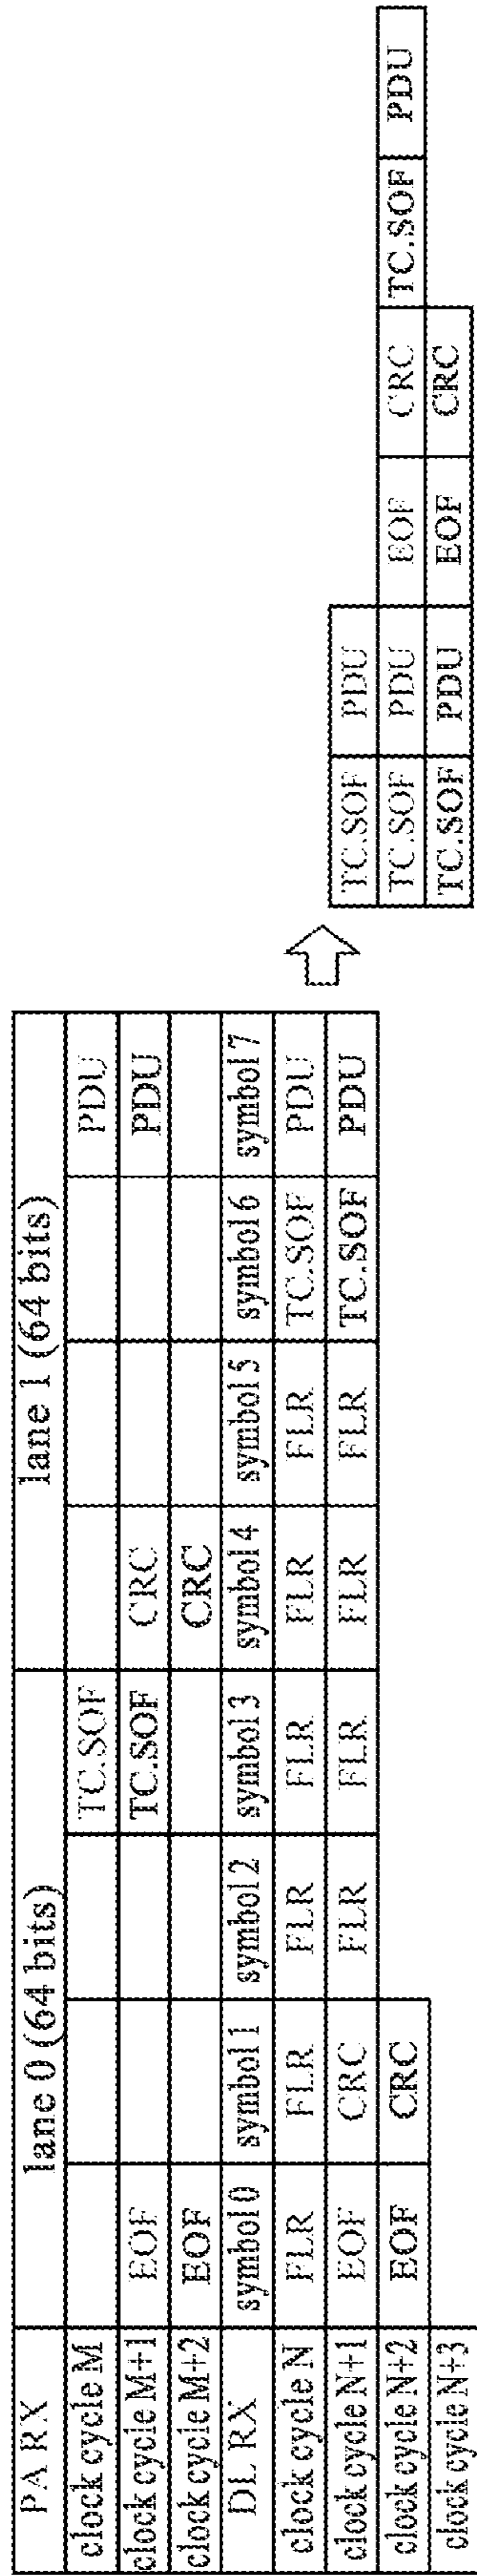 PA RX lane 0 (64 bits) lane 1 (64 bits)
clock cycle M TC.SOF PDU
clock cycle M+1 EOF TC.SOF CRC PDU
clock cycle M+2 EOF CRC
DL RX symbol 0 symbol 1 symbol 2 symbol 3 symbol 4 symbol 5 symbol 6 symbol 7
clock cycle N FLR FLR FLR FLR FLR FLR TC.SOF PDU
clock cycle N+1 EOF CRC FLR FLR FLR FLR TC.SOF PDU
clock cycle N+2 EOF CRC
clock cycle N+3
TC.SOF PDU
TC.SOF PDU EOF CRC TC.SOF PDU
TC.SOF PDU EOF CRC